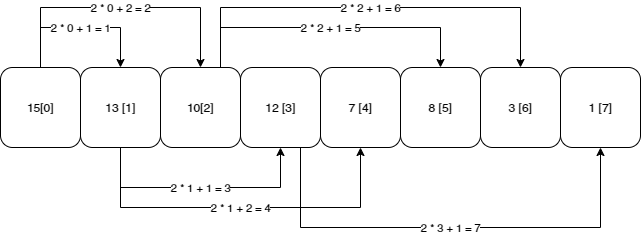 2 * 0 + 2 = 2
2 * 2 + 1 = 6
2 * 0 + 1 = 1
2 * 2 + 1 = 5
15[0]
13 [1]
10[2]
12 [3]
7 [4]
8 [5]
3 [6]
1 [7]
2 * 1 + 1 = 3
2 * 1 + 2 = 4
2 * 3 + 1 = 7